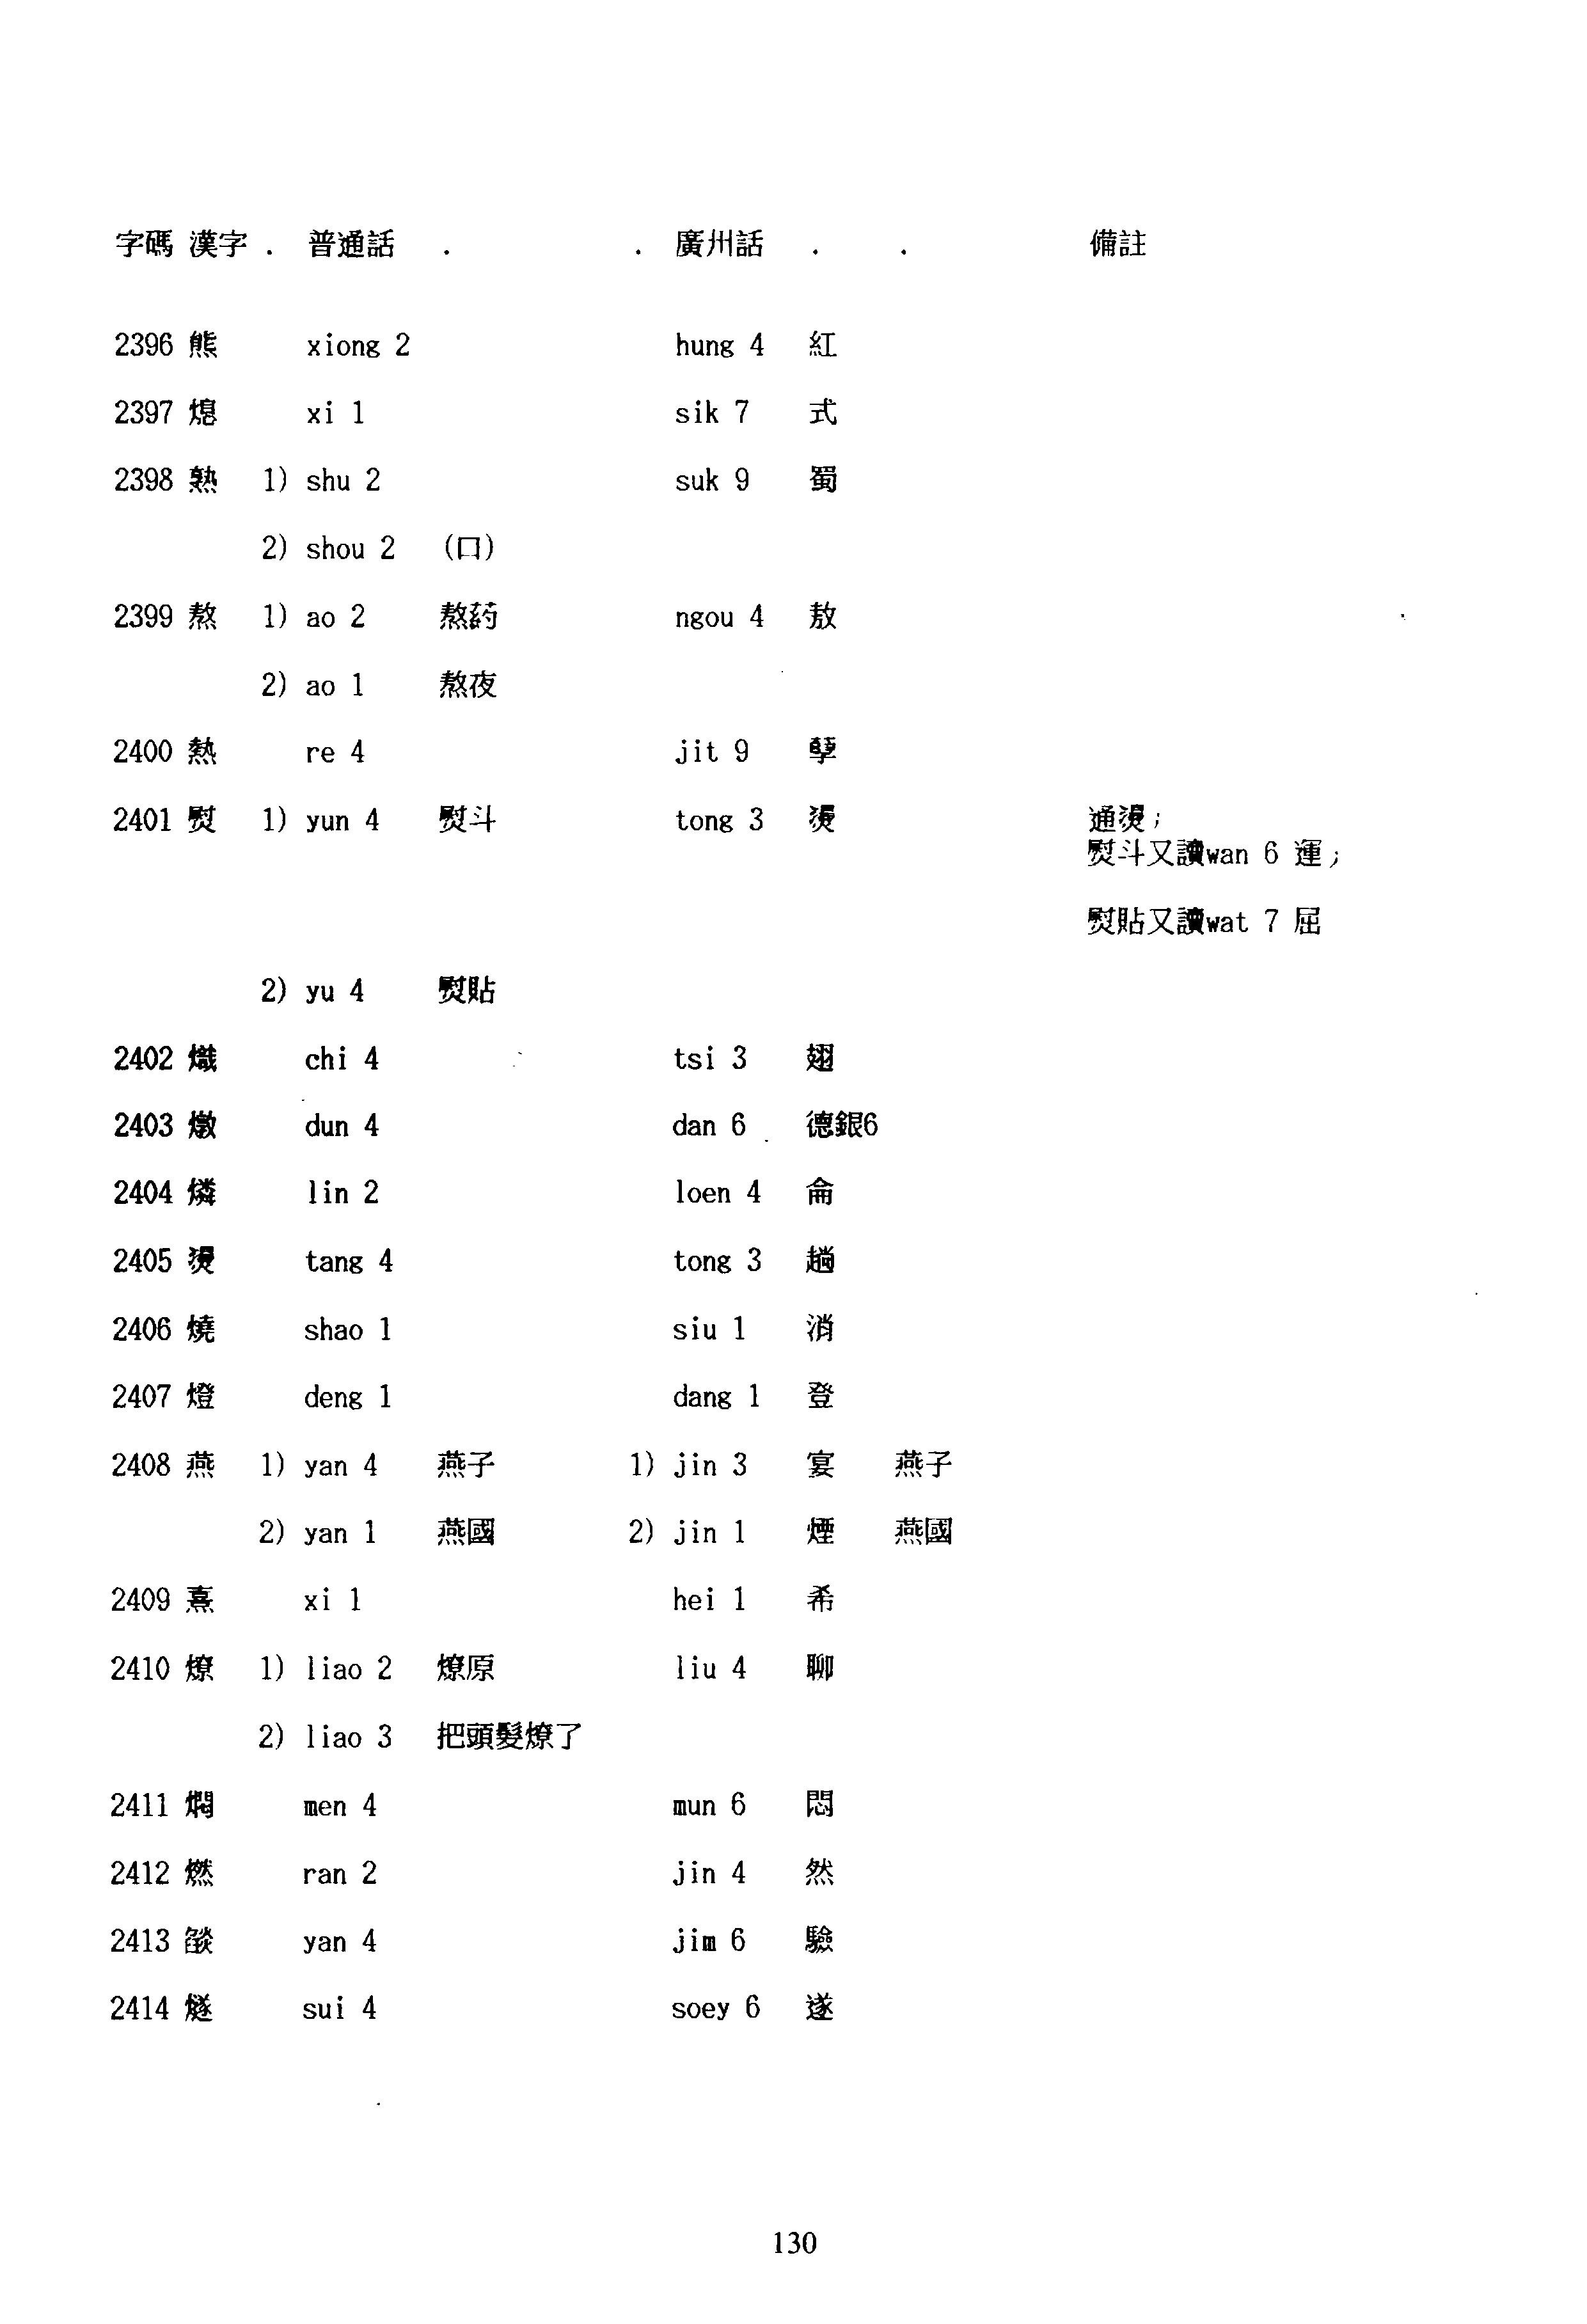 字碼 漢字 . 普通話 . . 廣州話 . . 備註
2396 熊 xiong 2 hung 4 紅
2397 熄 xi 1 sik 7 式
2398 熟 1) shu 2 suk 9 蜀
2) shou 2 (口)
2399 熬 1) ao 2 熬葯 ngou 4 敖
2) ao 1 熬夜
2400 熱 re 4 jit 9 孽
2401 熨 1) yun 4 熨斗 tong 3 燙 通燙;
熨斗又讀wan 6 運;
熨貼又讀wat 7 屈
2) yu 4 熨貼
2402 熾 chi 4 tsi 3 翅
2403 燉 dun 4 dan 6 德銀6
2404 燐 lin 2 loen 4 侖
2405 燙 tang 4 tong 3 趟
2406 燒 shao 1 siu 1 消
2407 燈 deng 1 dang 1 登
2408 燕 1) yan 4 燕子 1) jin 3 宴 燕子
2) yan 1 燕國 2) jin 1 煙 燕國
2409 熹 xi 1 hei 1 希
2410 燎 1) liao 2 燎原 liu 4 聊
2) liao 3 把頭髮燎了
2411 燜 men 4 mun 6 悶
2412 燃 ran 2 jin 4 然
2413 燄 yan 4 jim 6 驗
2414 燧 sui 4 soey 6 遂
130